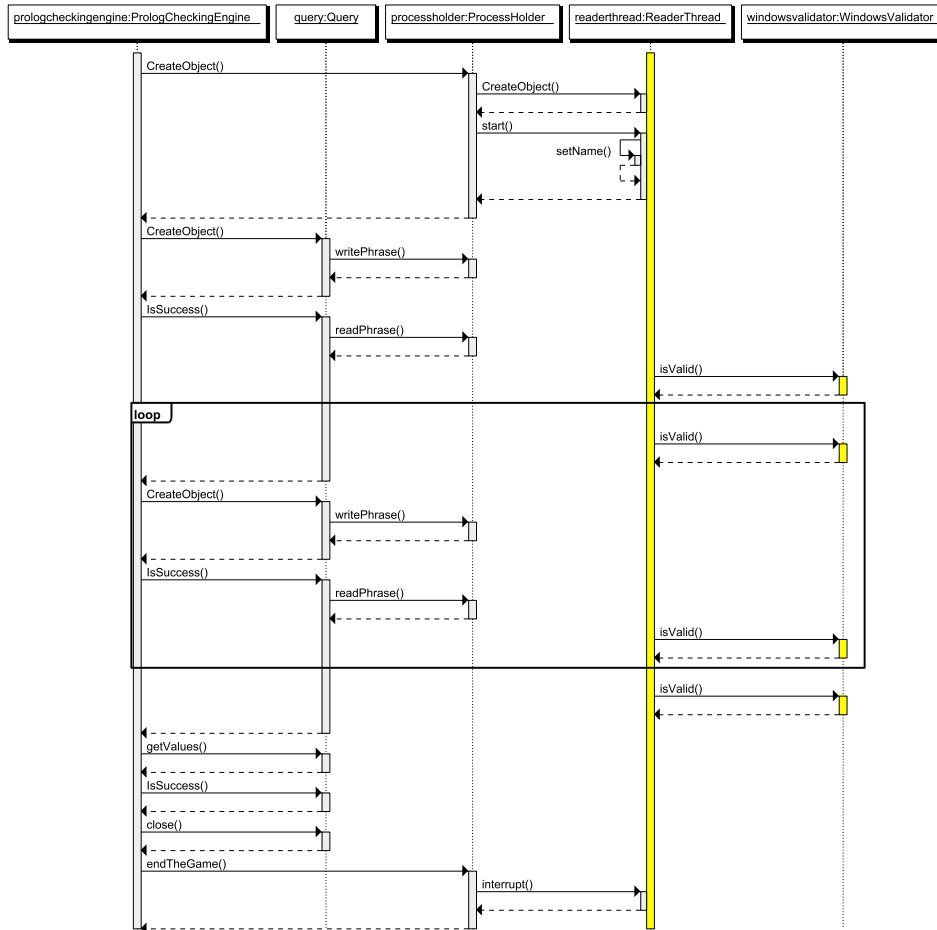 prologcheckingengine:PrologCheckingEngine
query:Query
processholder:ProcessHolder
readerthread:ReaderThread
windowsvalidator:WindowsValidator
CreateObject()
CreateObject()
start()
setName()
CreateObject()
writePhrase()
IsSuccess()
readPhrase()
isValid()
loop
isValid()
CreateObject()
writePhrase()
IsSuccess()
readPhrase()
isValid()
isValid()
getValues()
IsSuccess()
close()
endTheGame()
interrupt()